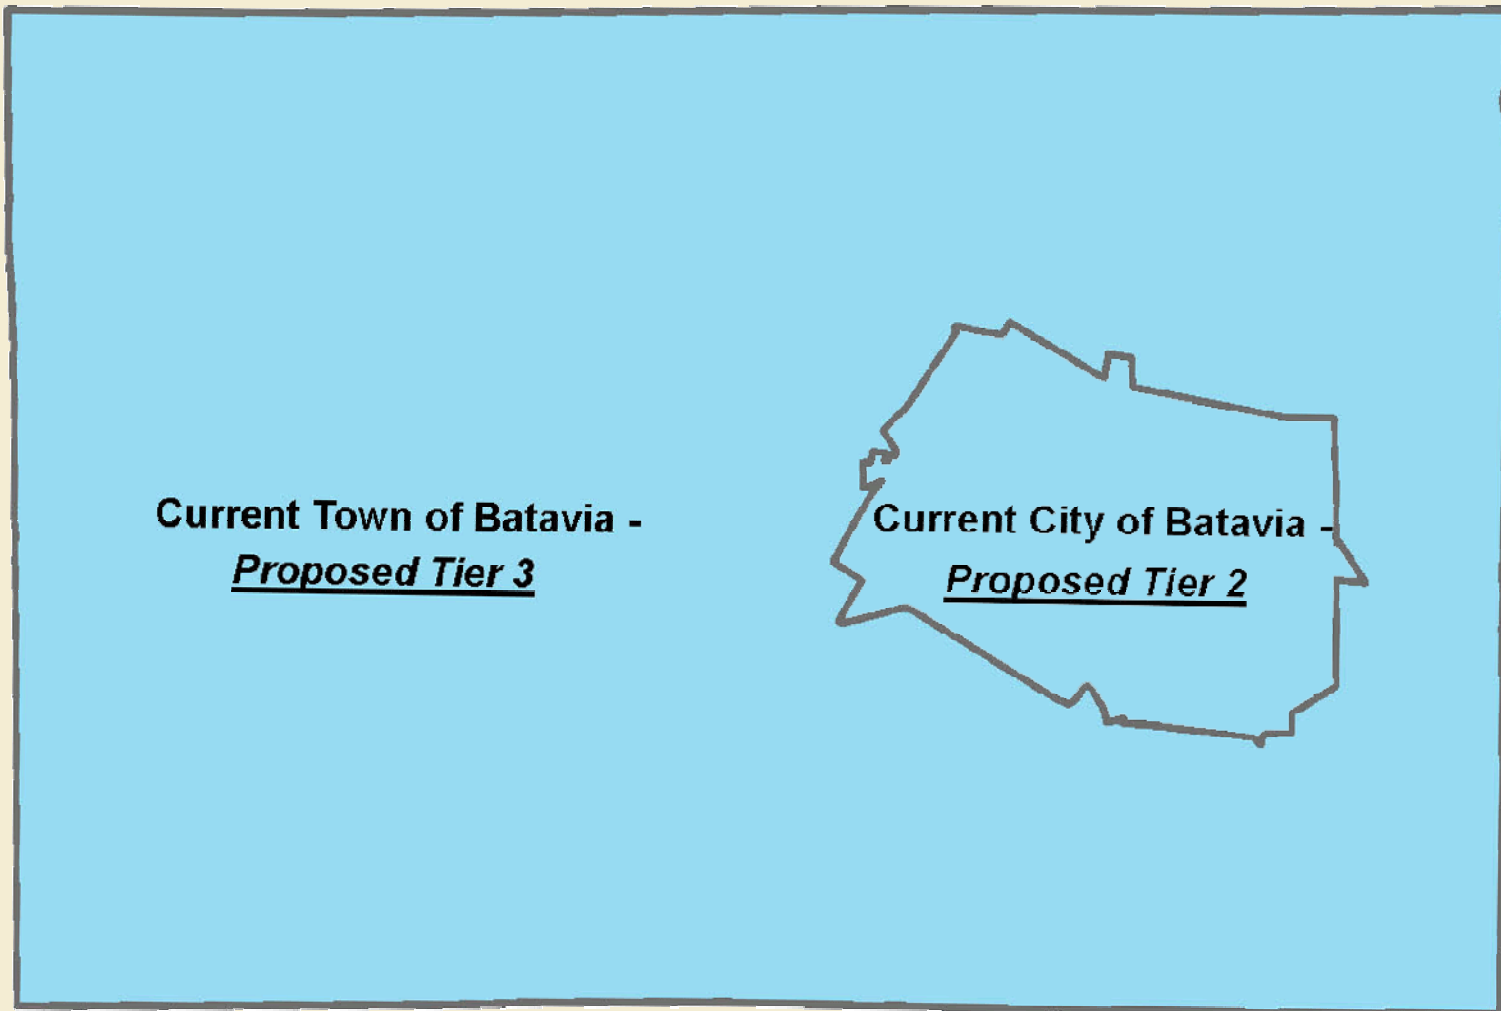 Current Town of Batavia -
Proposed Tier 3
Current City of Batavia -
Proposed Tier 2